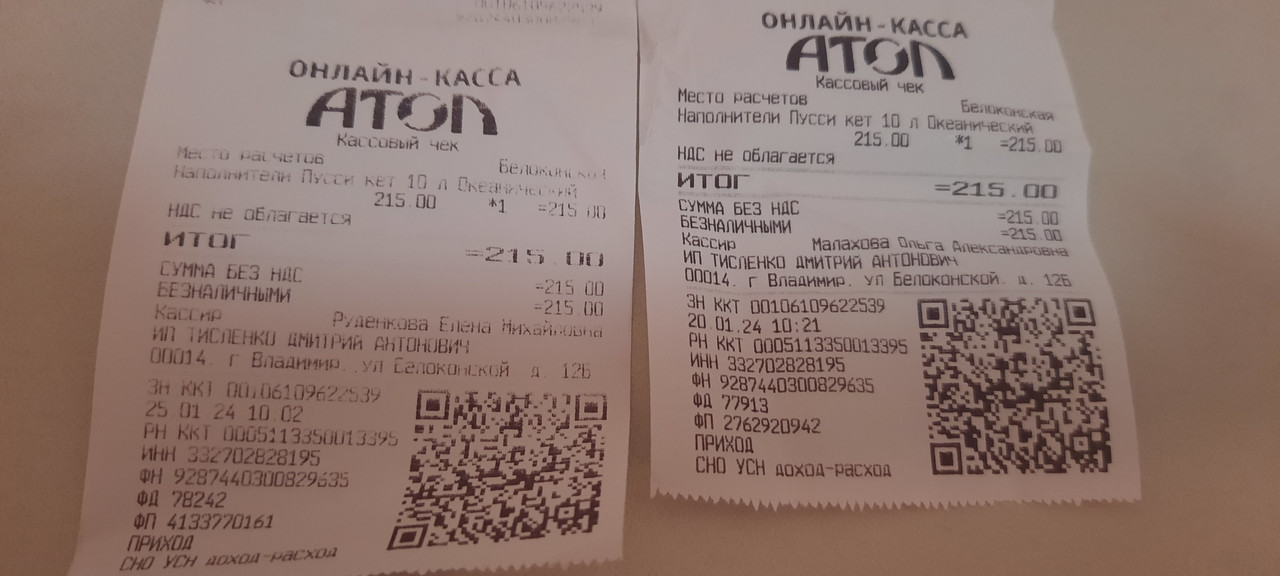 ОНЛАЙН-КАССА
АТОЛ
Кассовый чек
Место расчетов
Наполнители Пусси кет 10 л Океанический
215.00 *1 =215.00
НДС не облагается
ИТОГ =215.00
СУММА БЕЗ НДС =215.00
БЕЗНАЛИЧНЫМИ =215.00
Кассир Руденкова Елена Михайловна
ИП ТИСЛЕНКО ДМИТРИЙ АНТОНОВИЧ
00014. г Владимир. ул Белоконской д. 12Б
ЗН ККТ 00106109622539
25.01.24 10:02
РН ККТ 0005113350013395
ИНН 332702828195
ФН 9287440300829635
ФД 78242
ФП 4133770161
ПРИХОД
СНО УСН доход-расход
ОНЛАЙН-КАССА
АТОЛ
Кассовый чек
Место расчетов Белоконская
Наполнители Пусси кет 10 л Океанический
215.00 *1 =215.00
НДС не облагается
ИТОГ =215.00
СУММА БЕЗ НДС =215.00
БЕЗНАЛИЧНЫМИ =215.00
Кассир Малахова Ольга Александровна
ИП ТИСЛЕНКО ДМИТРИЙ АНТОНОВИЧ
00014. г Владимир. ул Белоконской. д. 12Б
ЗН ККТ 00106109622539
20.01.24 10:21
РН ККТ 0005113350013395
ИНН 332702828195
ФН 9287440300829635
ФД 77913
ФП 2762920942
ПРИХОД
СНО УСН доход-расход